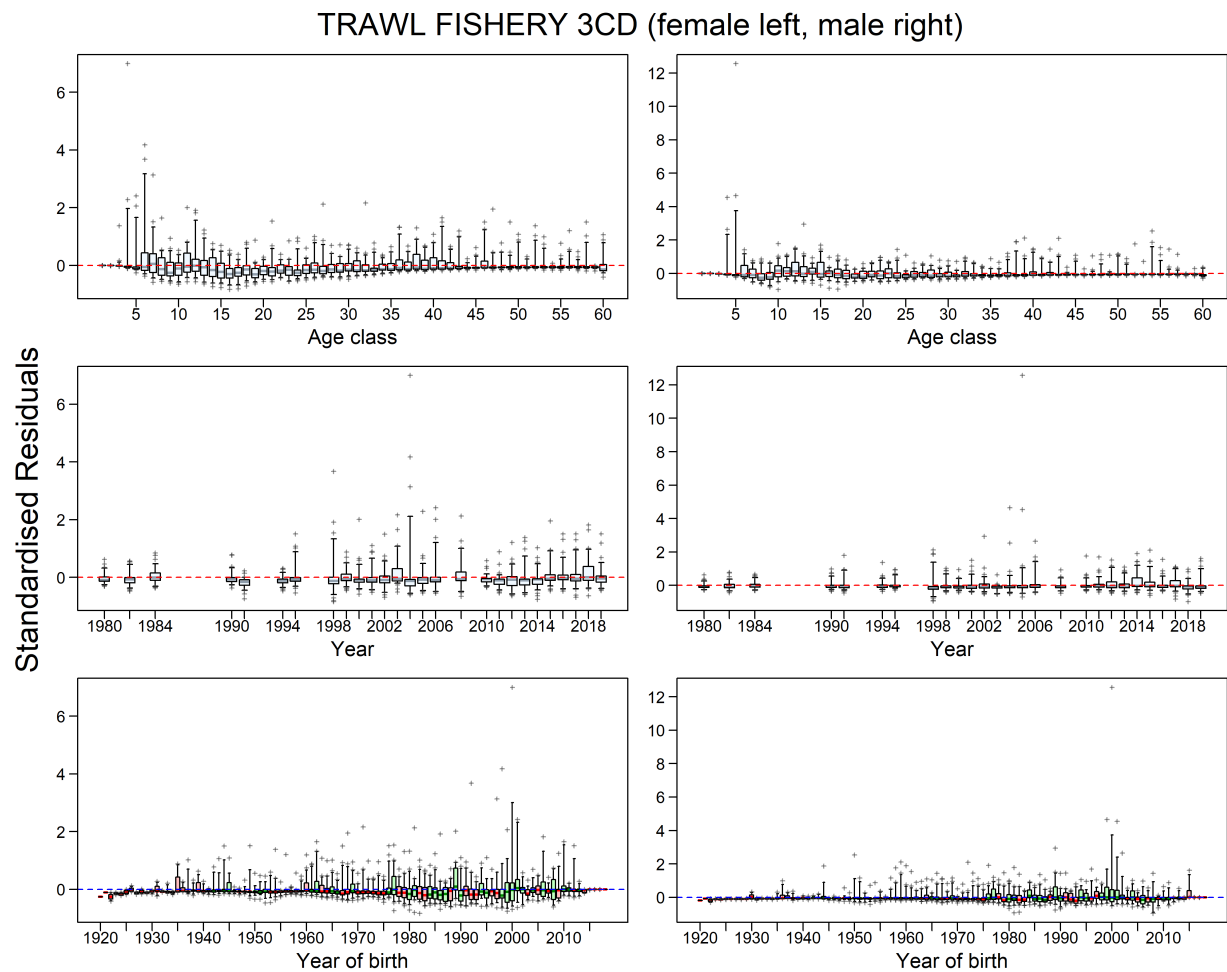 TRAWL FISHERY 3CD (female left, male right)
Standardised Residuals
0 2 4 6
5 10 15 20 25 30 35 40 45 50 55 60
Age class
0 2 4 6 8 10 12
5 10 15 20 25 30 35 40 45 50 55 60
Age class
0 2 4 6
1980 1984 1990 1994 1998 2002 2006 2010 2014 2018
Year
0 2 4 6 8 10 12
1980 1984 1990 1994 1998 2002 2006 2010 2014 2018
Year
0 2 4 6
1920 1930 1940 1950 1960 1970 1980 1990 2000 2010
Year of birth
0 2 4 6 8 10 12
1920 1930 1940 1950 1960 1970 1980 1990 2000 2010
Year of birth